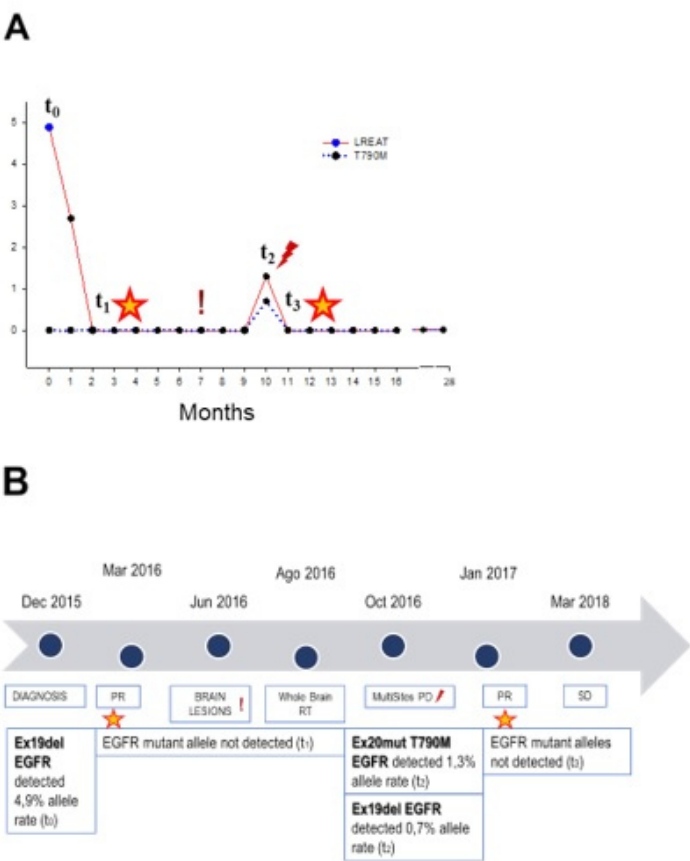 A
t0
5
4
3
2
1
0
LREAT
T790M
t1
!
t2
t3
0 1 2 3 4 5 6 7 8 9 10 11 12 13 14 15 16 28
Months
B
Mar 2016 Ago 2016 Jan 2017
Dec 2015 Jun 2016 Oct 2016 Mar 2018
DIAGNOSIS
PR
BRAIN
LESIONS !
Whole Brain
RT
MultiSites PD
PR
SD
Ex19del
EGFR
detected
4,9% allele
rate (t0)
EGFR mutant allele not detected (t1)
Ex20mut T790M
EGFR detected 1,3%
allele rate (t2)
Ex19del EGFR
detected 0,7% allele
rate (t2)
EGFR mutant alleles
not detected (t3)